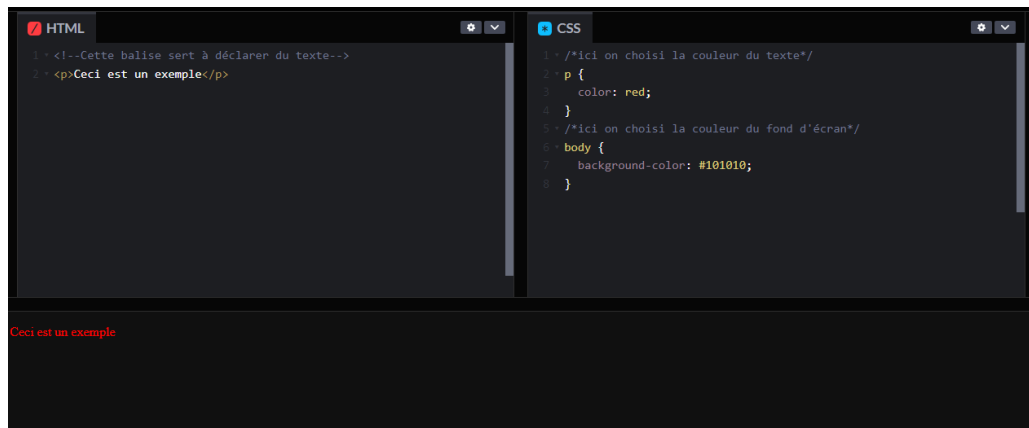 HTML
1 <!--Cette balise sert à déclarer du texte-->
2 <p>Ceci est un exemple</p>
CSS
1 /*ici on choisi la couleur du texte*/
2 p {
3 color: red;
4 }
5 /*ici on choisi la couleur du fond d'écran*/
6 body {
7 background-color: #101010;
8 }
Ceci est un exemple